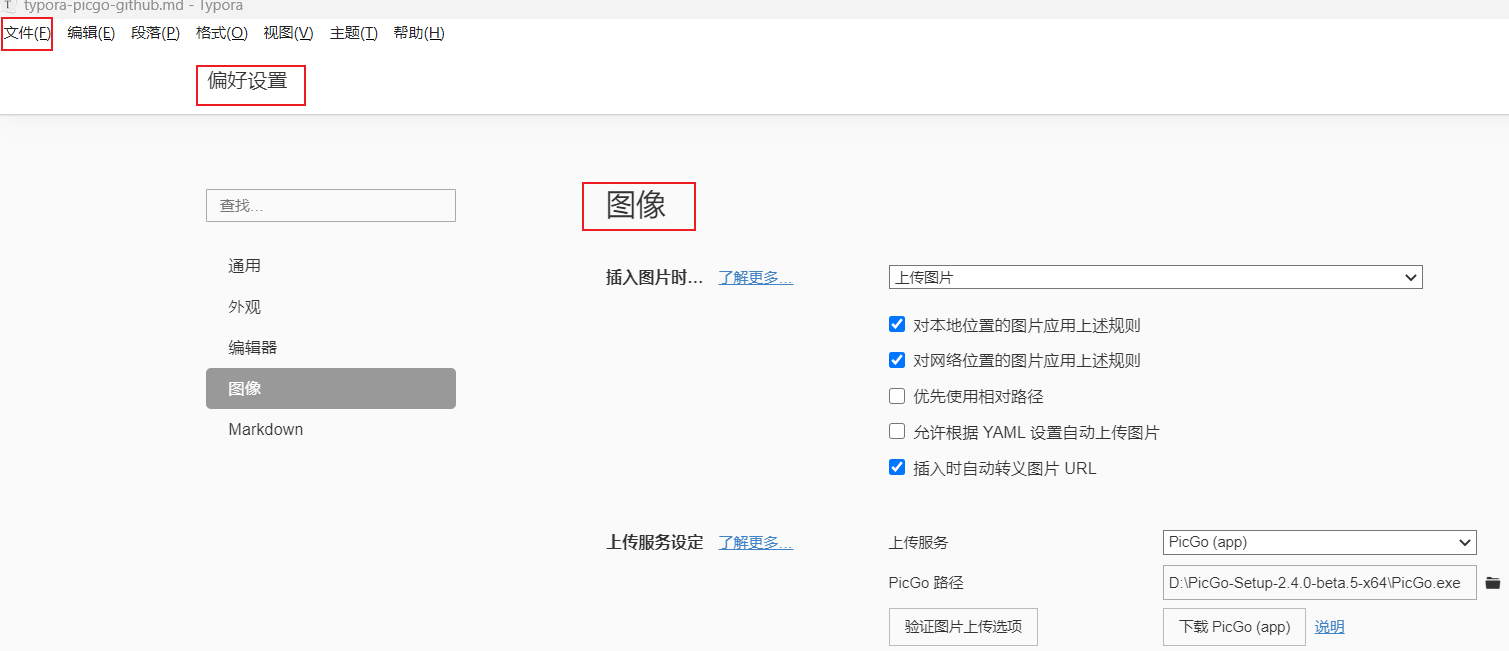 typora-picgo-github.md - Typora
文件(F) 编辑(E) 段落(P) 格式(O) 视图(V) 主题(T) 帮助(H)
偏好设置
查找...
通用
外观
编辑器
图像
Markdown
图像
插入图片时... 了解更多... 上传图片
对本地位置的图片应用上述规则
对网络位置的图片应用上述规则
优先使用相对路径
允许根据 YAML 设置自动上传图片
插入时自动转义图片 URL
上传服务设定 了解更多... 上传服务 PicGo (app)
PicGo 路径 D:\PicGo-Setup-2.4.0-beta.5-x64\PicGo.exe
验证图片上传选项 下载 PicGo (app) 说明